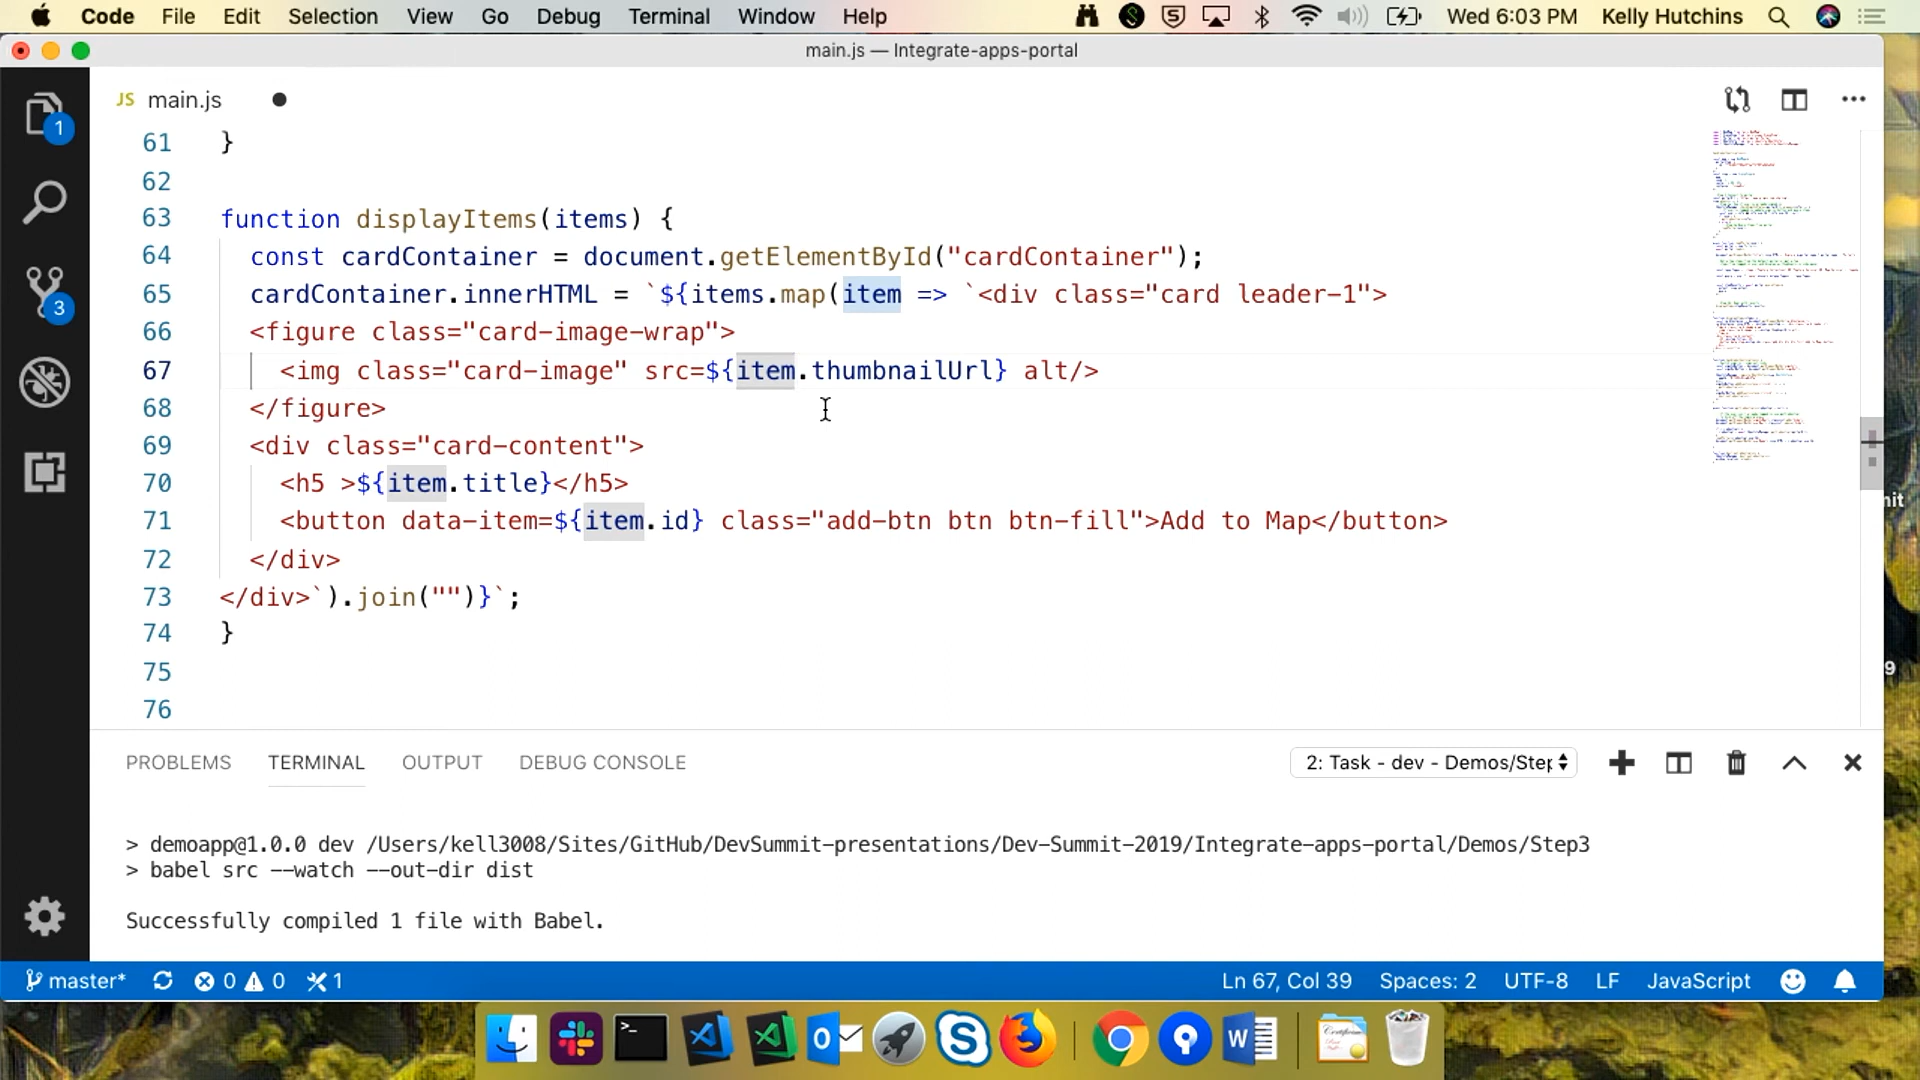 Code File Edit Selection View Go Debug Terminal Window Help Wed 6:03 PM Kelly Hutchins
main.js — Integrate-apps-portal
JS main.js
1
3
61 }
62
63 function displayItems(items) {
64 const cardContainer = document.getElementById("cardContainer");
65 cardContainer.innerHTML = `${items.map(item => `<div class="card leader-1">
66 <figure class="card-image-wrap">
67 <img class="card-image" src=${item.thumbnailUrl} alt/>
68 </figure>
69 <div class="card-content">
70 <h5 >${item.title}</h5>
71 <button data-item=${item.id} class="add-btn btn btn-fill">Add to Map</button>
72 </div>
73 </div>`).join("")}`;
74 }
75
76
PROBLEMS TERMINAL OUTPUT DEBUG CONSOLE 2: Task - dev - Demos/Step
> demoapp@1.0.0 dev /Users/kell3008/Sites/GitHub/DevSummit-presentations/Dev-Summit-2019/Integrate-apps-portal/Demos/Step3
> babel src --watch --out-dir dist
Successfully compiled 1 file with Babel.
master* 0 0 1 Ln 67, Col 39 Spaces: 2 UTF-8 LF JavaScript